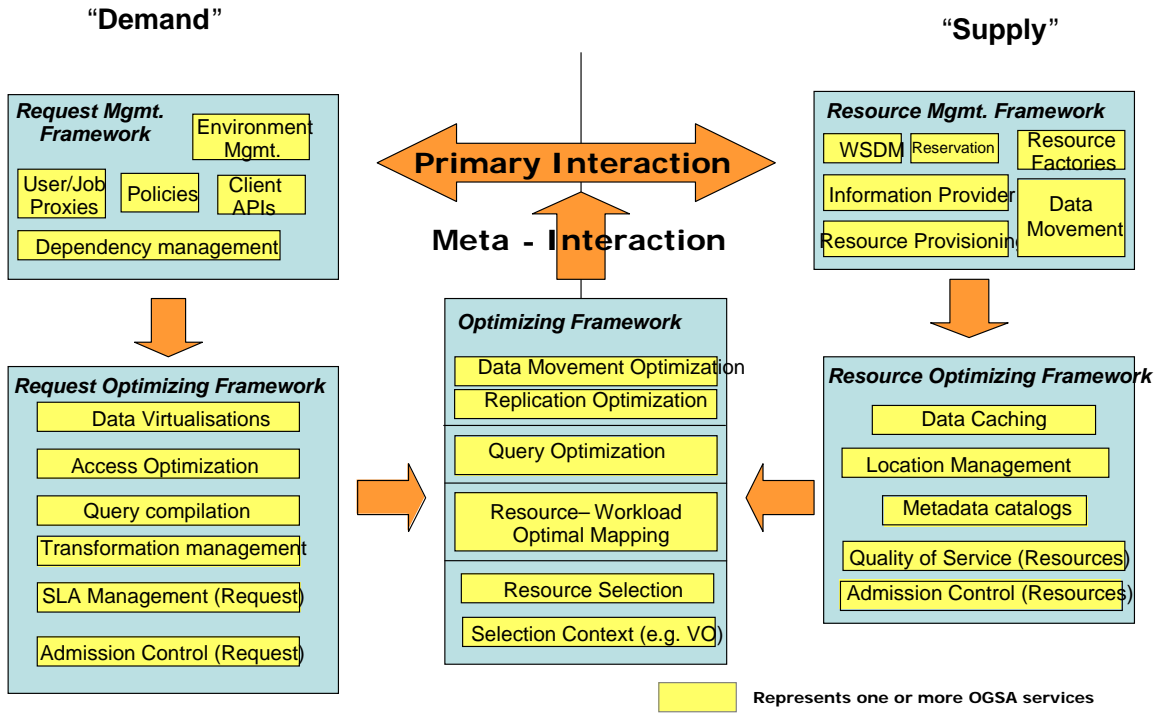 “Demand”
“Supply”
Request Mgmt.
Framework
Environment
Mgmt.
User/Job
Proxies
Policies
Client
APIs
Dependency management
Primary Interaction
Meta - Interaction
Resource Mgmt. Framework
WSDM
Reservation
Resource
Factories
Information Provider
Data
Movement
Resource Provisioning
Request Optimizing Framework
Data Virtualisations
Access Optimization
Query compilation
Transformation management
SLA Management (Request)
Admission Control (Request)
Optimizing Framework
Data Movement Optimization
Replication Optimization
Query Optimization
Resource– Workload
Optimal Mapping
Resource Selection
Selection Context (e.g. VO)
Resource Optimizing Framework
Data Caching
Location Management
Metadata catalogs
Quality of Service (Resources)
Admission Control (Resources)
Represents one or more OGSA services